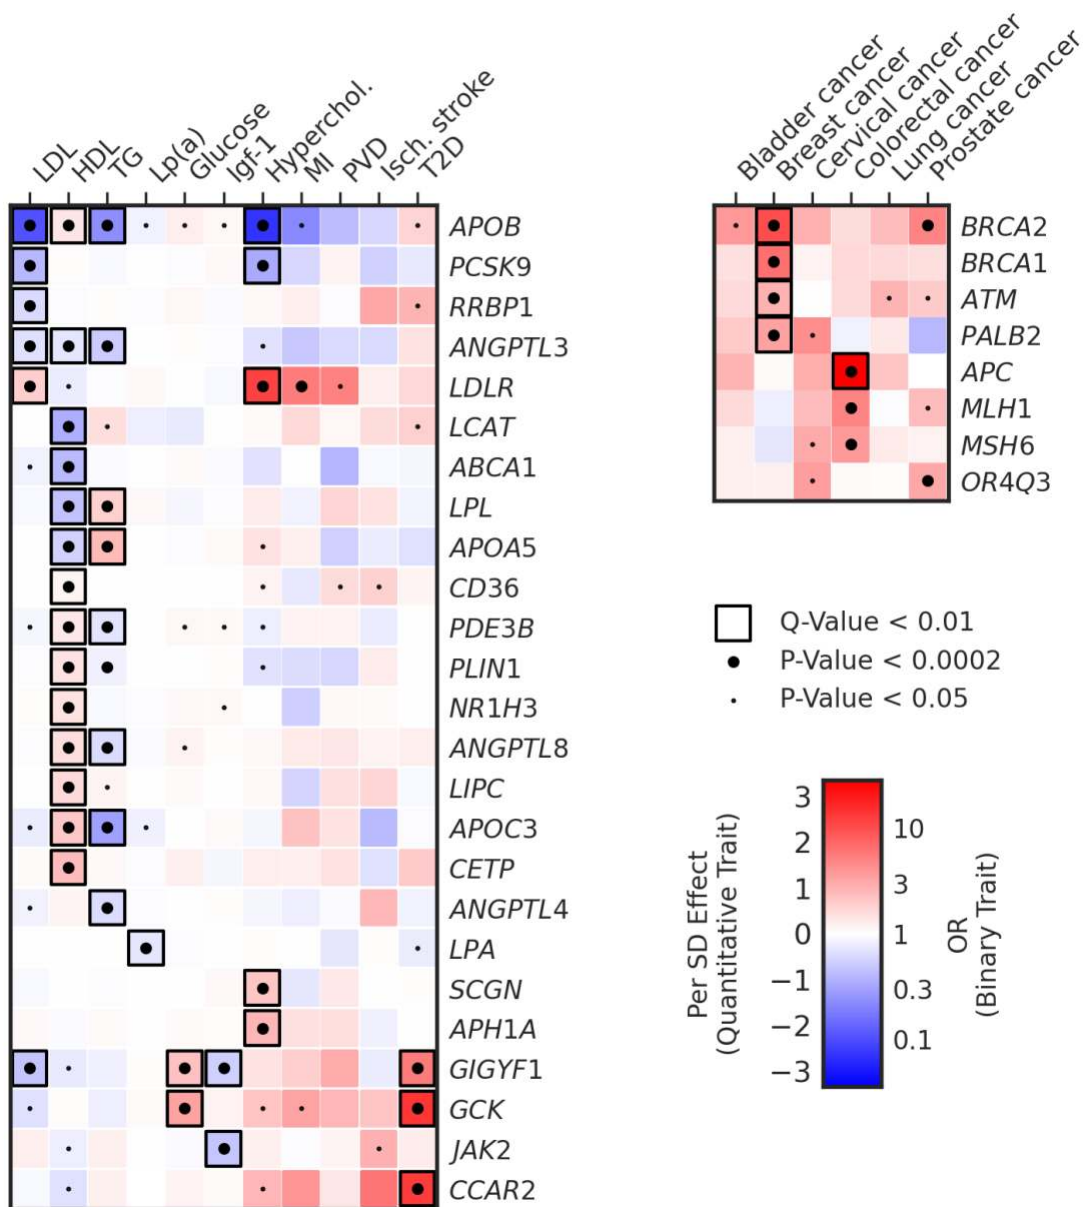 LDL
HDL
TG
Lp(a)
Glucose
Igf-1
Hyperchol.
MI
PVD
Isch. stroke
T2D
APOB
PCSK9
RRBP1
ANGPTL3
LDLR
LCAT
ABCA1
LPL
APOA5
CD36
PDE3B
PLIN1
NR1H3
ANGPTL8
LIPC
APOC3
CETP
ANGPTL4
LPA
SCGN
APH1A
GIGYF1
GCK
JAK2
CCAR2
Bladder cancer
Breast cancer
Cervical cancer
Colorectal cancer
Lung cancer
Prostate cancer
BRCA2
BRCA1
ATM
PALB2
APC
MLH1
MSH6
OR4Q3
Q-Value < 0.01
P-Value < 0.0002
P-Value < 0.05
Per SD Effect
(Quantitative Trait)
3
2
1
0
−1
−2
−3
10
3
1
0.3
0.1
OR
(Binary Trait)